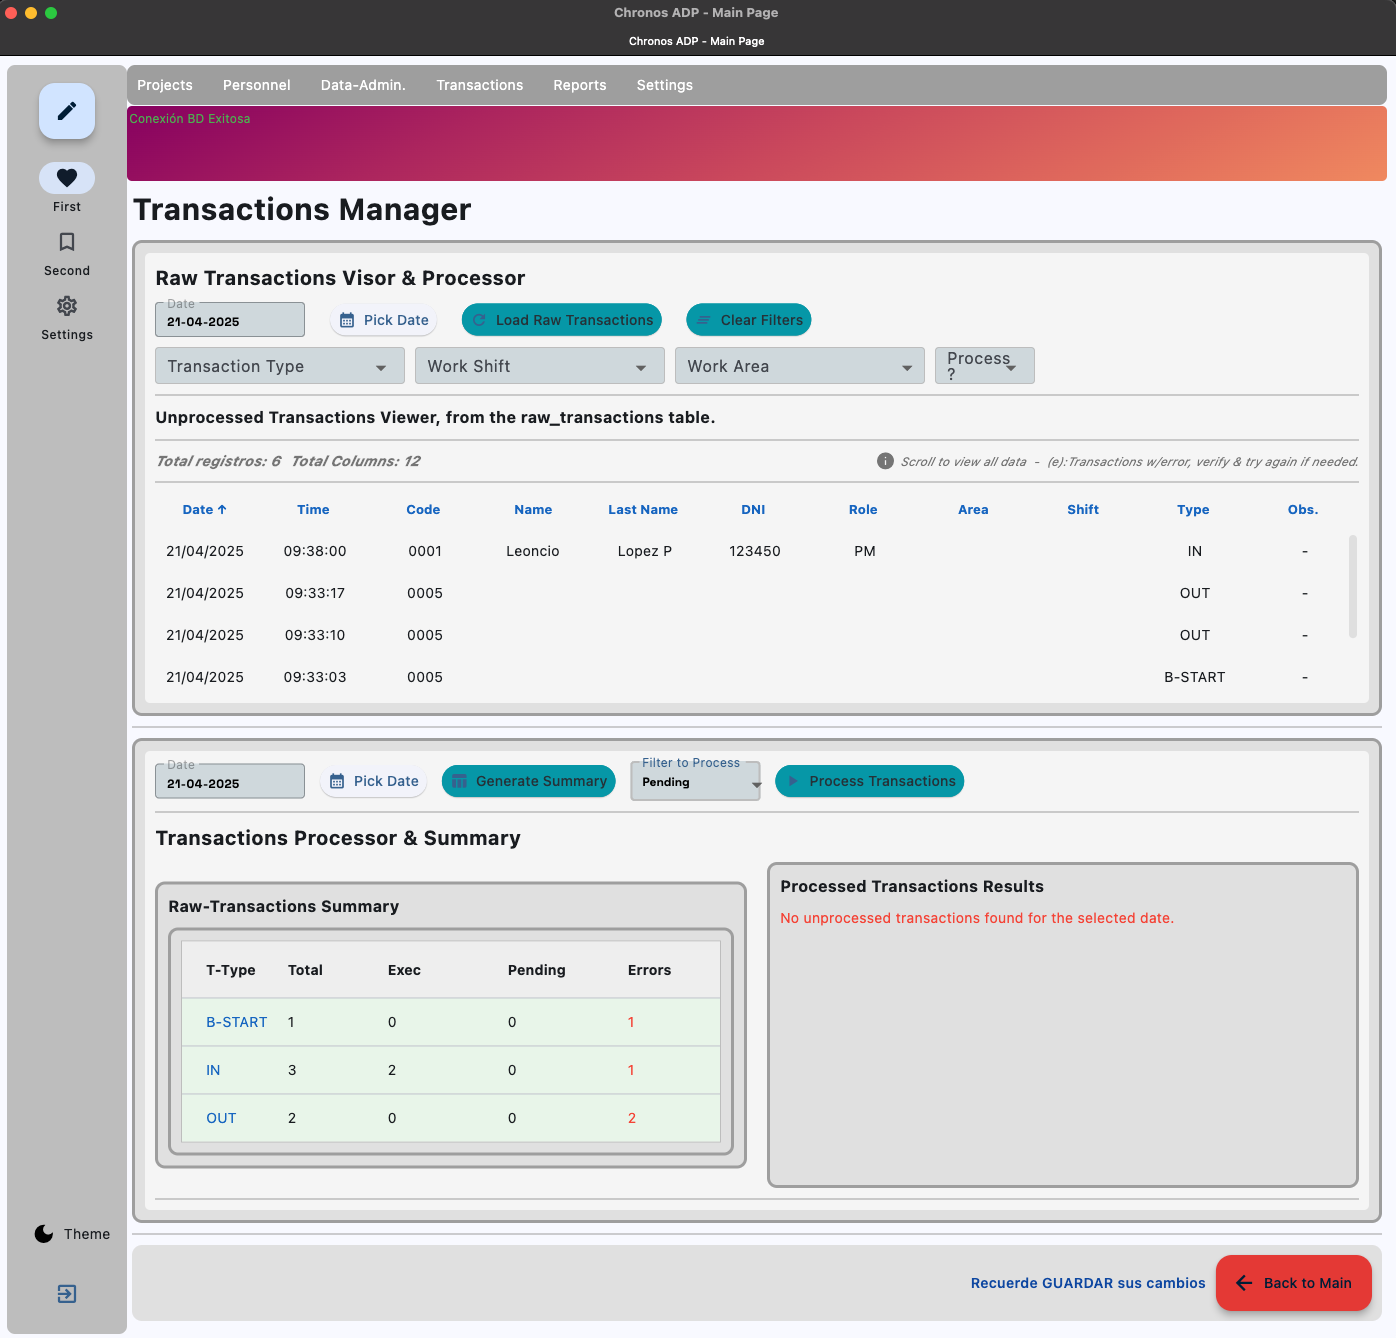 Chronos ADP - Main Page
Chronos ADP - Main Page
Projects Personnel Data-Admin. Transactions Reports Settings
Conexión BD Exitosa
First
Second
Settings
Transactions Manager
Raw Transactions Visor & Processor
Date
21-04-2025
Pick Date
Load Raw Transactions
Clear Filters
Transaction Type
Work Shift
Work Area
Process
?
Unprocessed Transactions Viewer, from the raw_transactions table.
Total registros: 6 Total Columns: 12
Scroll to view all data - (e):Transactions w/error, verify & try again if needed.
Date ↑ Time Code Name Last Name DNI Role Area Shift Type Obs.
21/04/2025 09:38:00 0001 Leoncio Lopez P 123450 PM IN -
21/04/2025 09:33:17 0005 OUT -
21/04/2025 09:33:10 0005 OUT -
21/04/2025 09:33:03 0005 B-START -
Date
21-04-2025
Pick Date
Generate Summary
Filter to Process
Pending
Process Transactions
Transactions Processor & Summary
Raw-Transactions Summary
T-Type Total Exec Pending Errors
B-START 1 0 0 1
IN 3 2 0 1
OUT 2 0 0 2
Processed Transactions Results
No unprocessed transactions found for the selected date.
Theme
Recuerde GUARDAR sus cambios
Back to Main